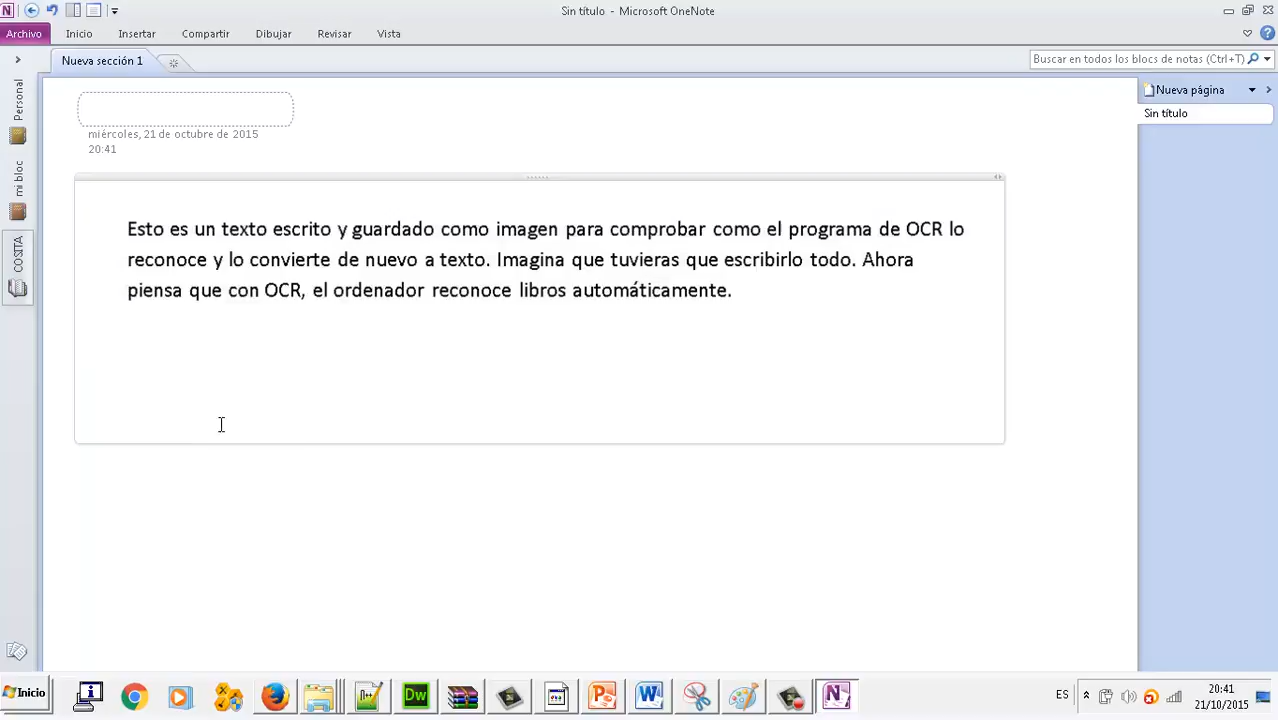 Sin título - Microsoft OneNote
Archivo Inicio Insertar Compartir Dibujar Revisar Vista
Nueva sección 1
Buscar en todos los blocs de notas (Ctrl+T)
Personal
mi bloc
COSITA
Nueva página
Sin título
miércoles, 21 de octubre de 2015
20:41
Esto es un texto escrito y guardado como imagen para comprobar como el programa de OCR lo
reconoce y lo convierte de nuevo a texto. Imagina que tuvieras que escribirlo todo. Ahora
piensa que con OCR, el ordenador reconoce libros automáticamente.
Inicio
Dw
ES
20:41
21/10/2015